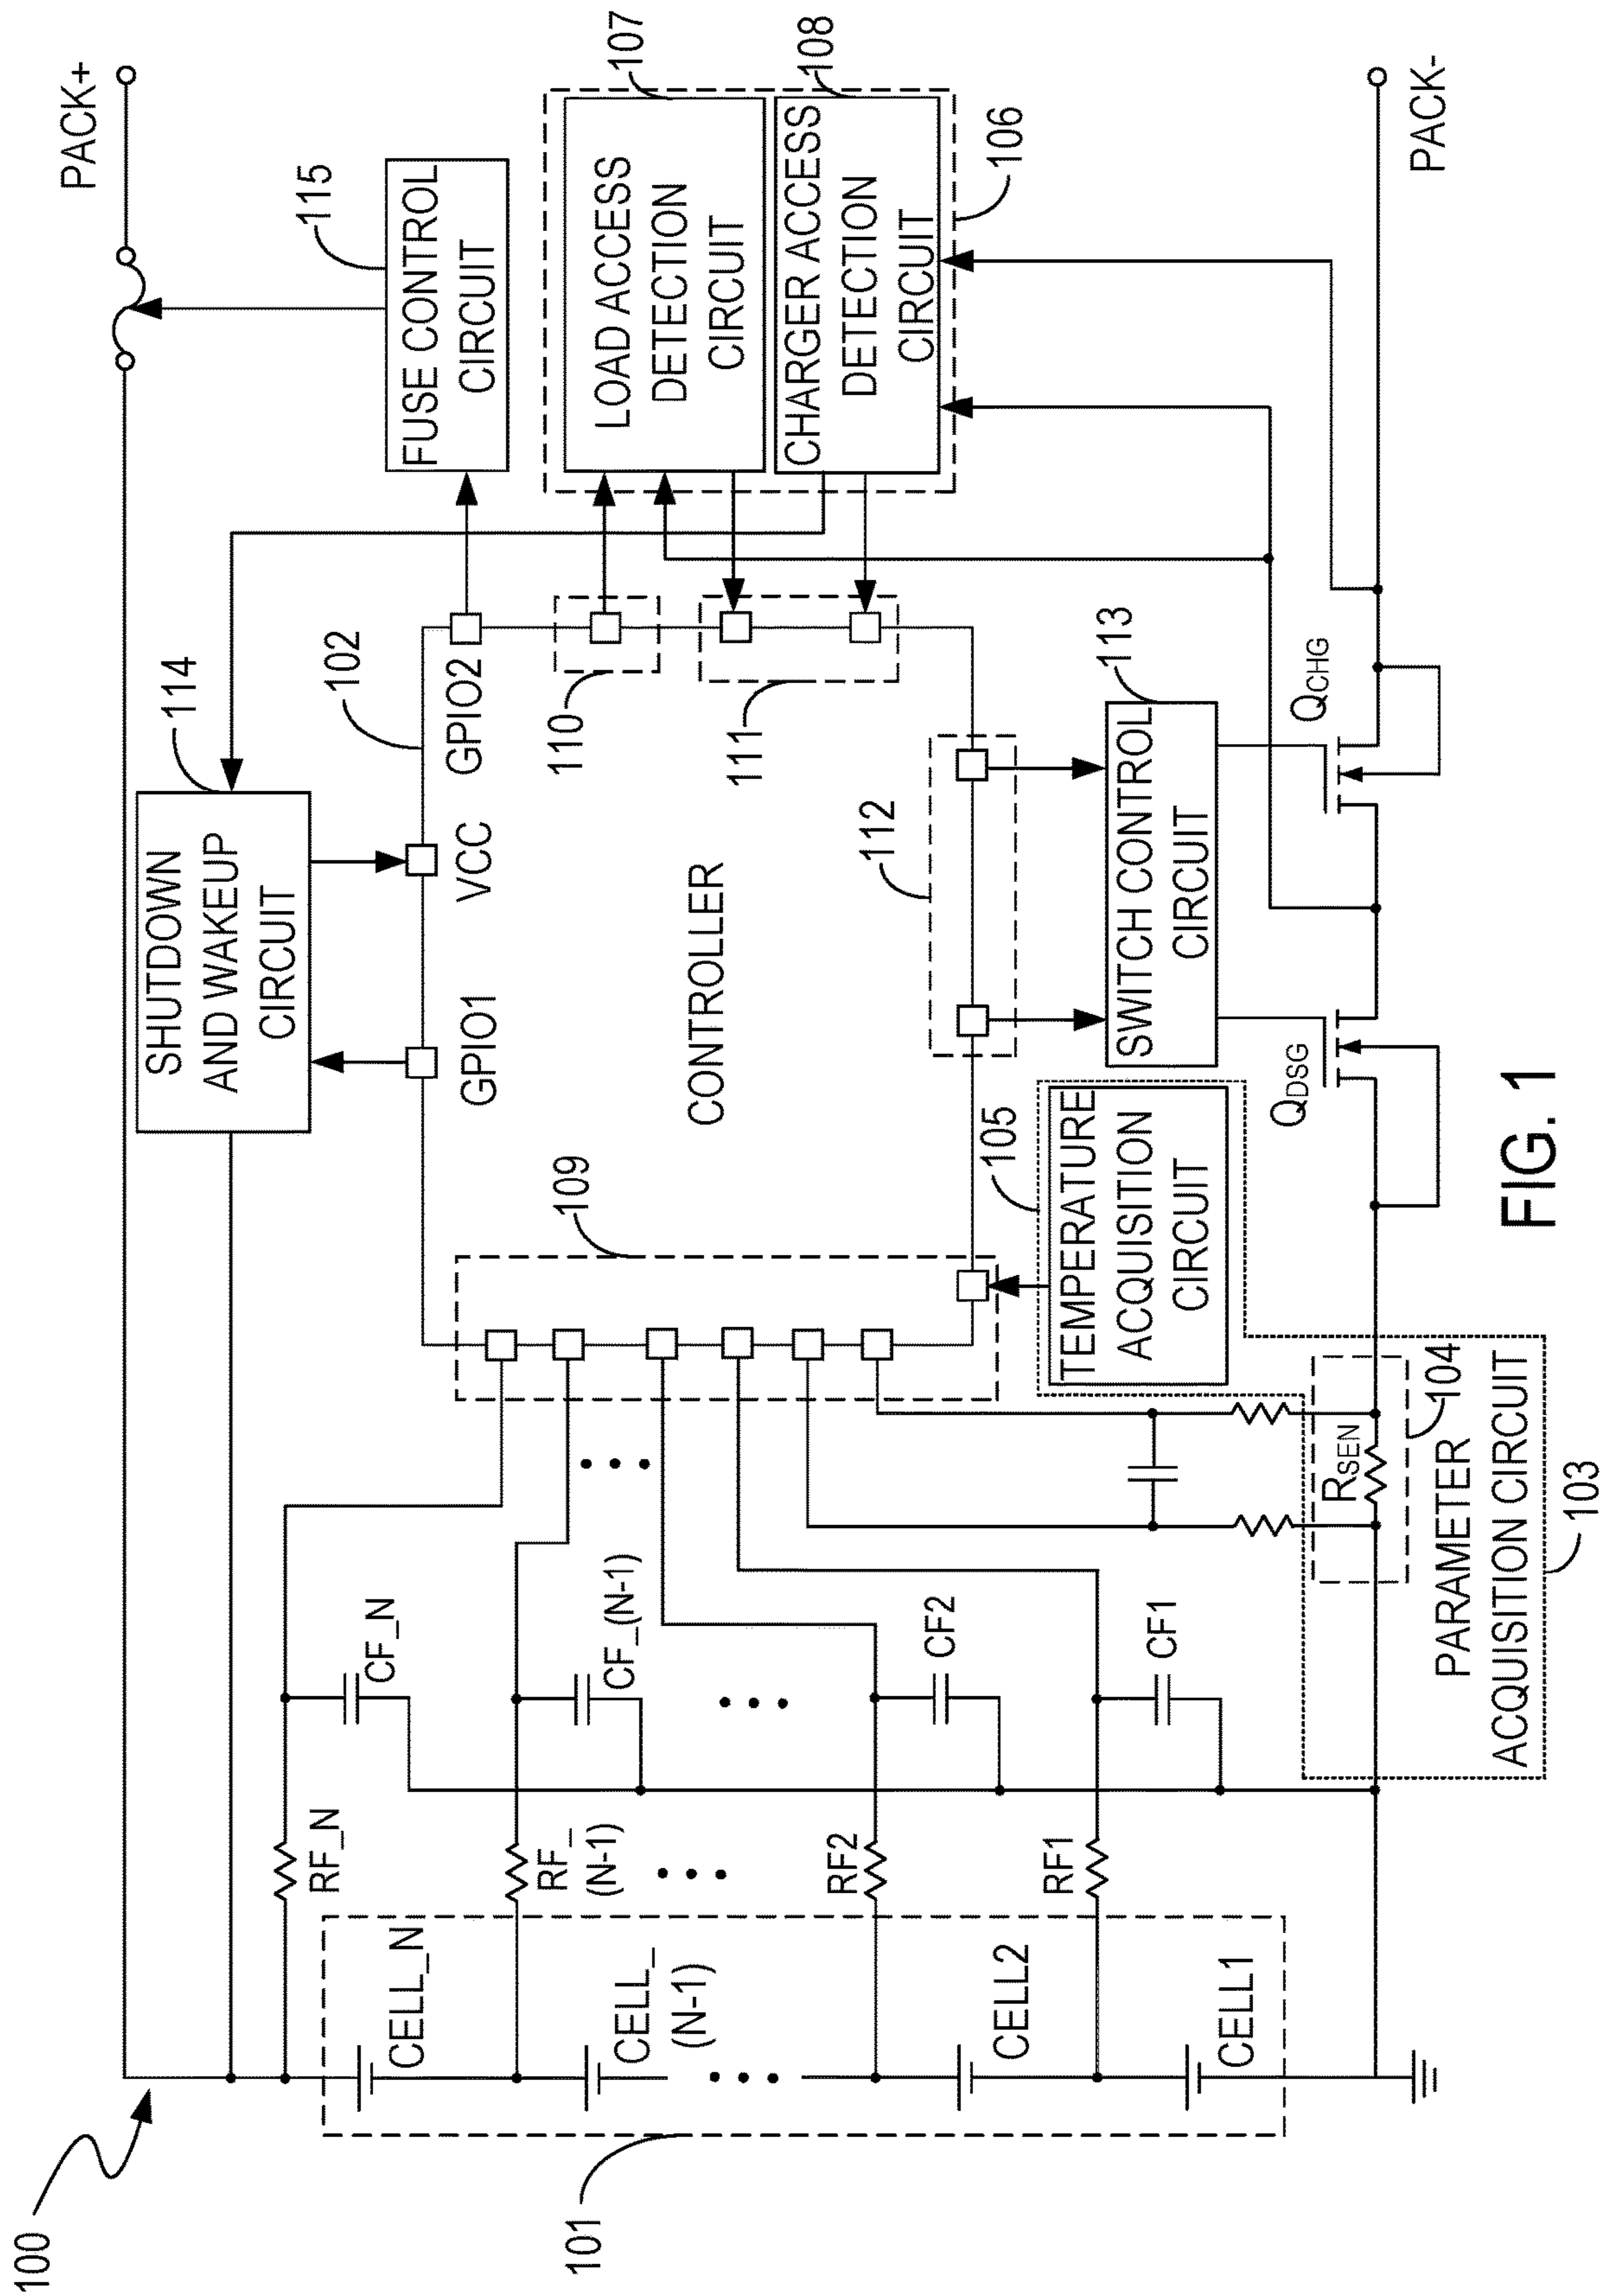 100
PACK+
115
FUSE CONTROL
CIRCUIT
107
LOAD ACCESS
DETECTION
CIRCUIT
108
CHARGER ACCESS
DETECTION
CIRCUIT
106
PACK-
114
SHUTDOWN
AND WAKEUP
CIRCUIT
102
GPIO1
VCC
GPIO2
110
111
CONTROLLER
109
112
113
SWITCH CONTROL
CIRCUIT
105
TEMPERATURE
ACQUISITION
CIRCUIT
QDSG
QCHG
RSEN
104
PARAMETER
ACQUISITION CIRCUIT
103
RF_N
CF_N
RF_
(N-1)
CF_(N-1)
RF2
CF2
RF1
CF1
CELL_N
CELL_
(N-1)
CELL2
CELL1
101
FIG. 1